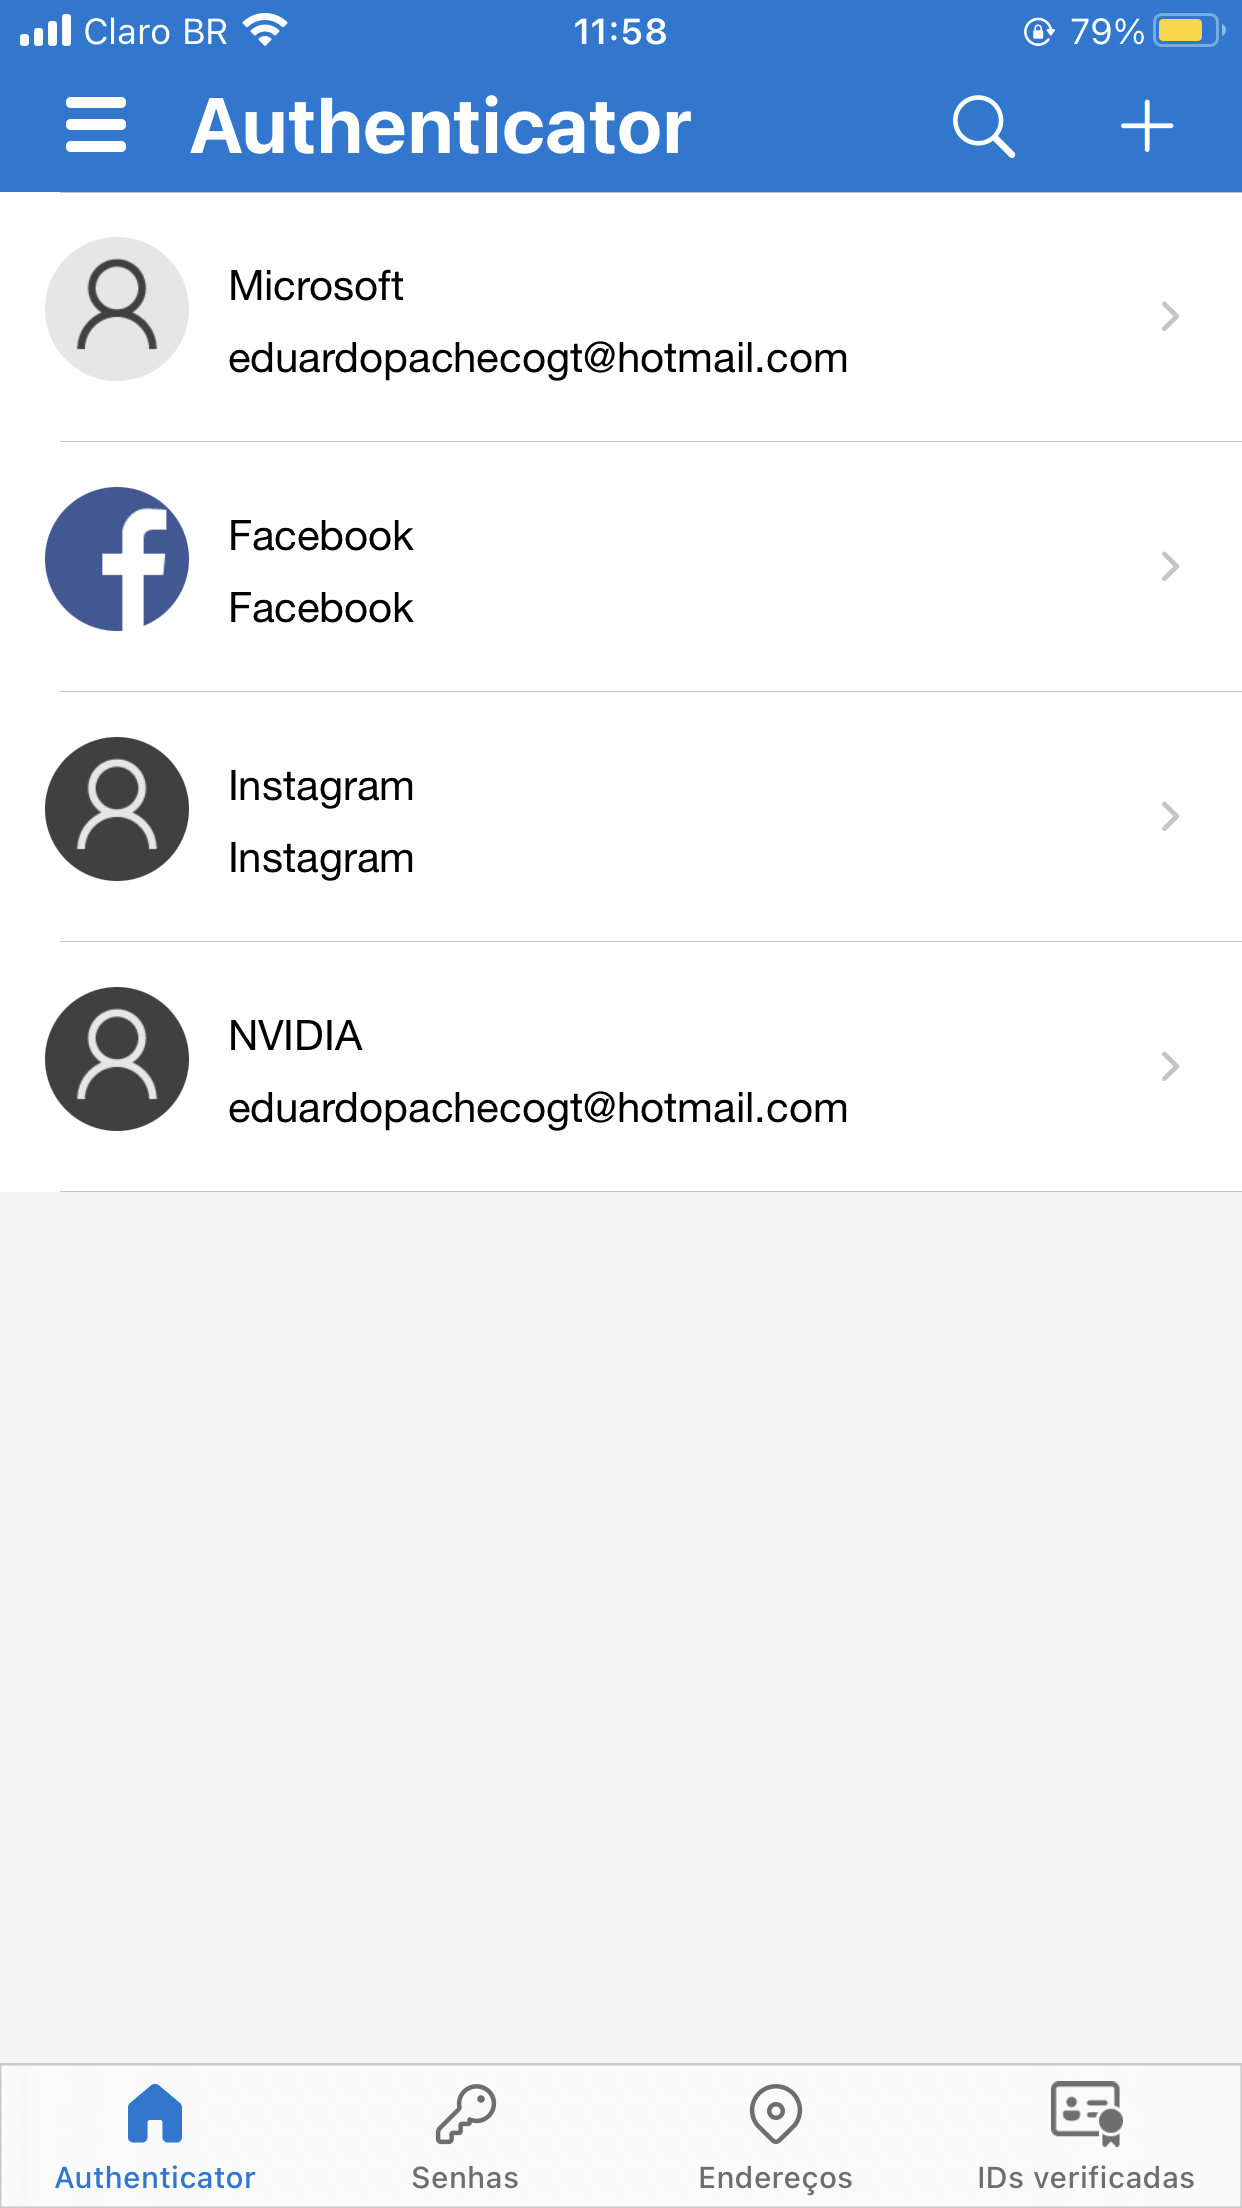 Claro BR 11:58 79%
Authenticator
Microsoft
eduardopachecogt@hotmail.com
Facebook
Facebook
Instagram
Instagram
NVIDIA
eduardopachecogt@hotmail.com
Authenticator Senhas Endereços IDs verificadas